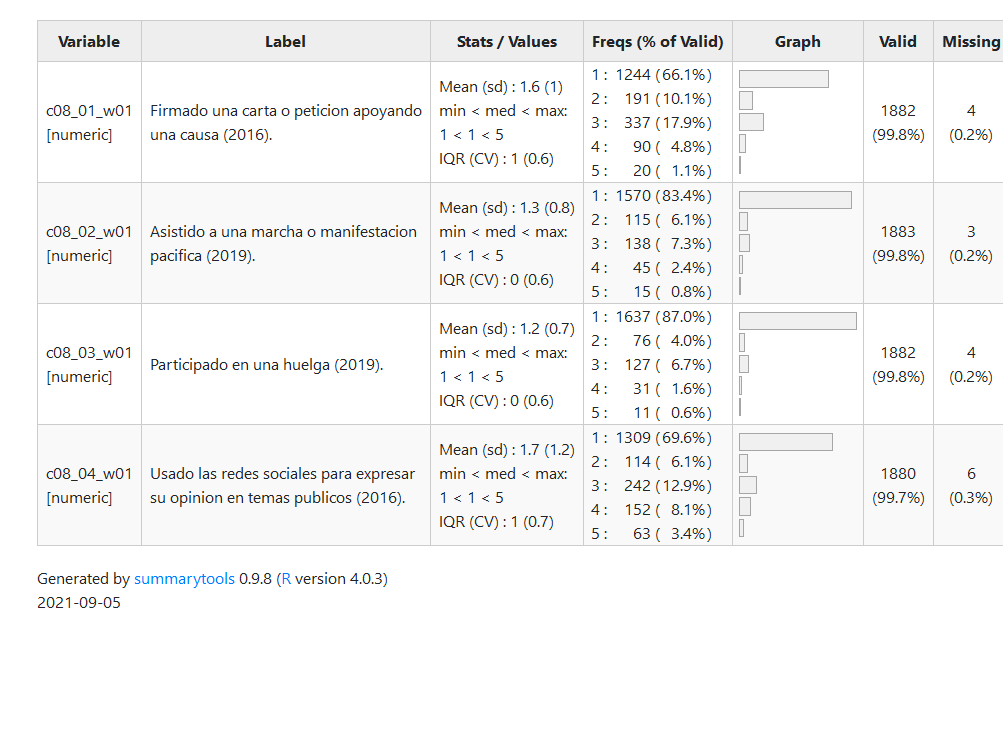 Variable Label Stats / Values Freqs (% of Valid) Graph Valid Missing
c08_01_w01
[numeric]
Firmado una carta o peticion apoyando
una causa (2016).
Mean (sd) : 1.6 (1)
min < med < max:
1 < 1 < 5
IQR (CV) : 1 (0.6)
1 : 1244 (66.1%)
2 : 191 (10.1%)
3 : 337 (17.9%)
4 : 90 ( 4.8%)
5 : 20 ( 1.1%)
1882
(99.8%)
4
(0.2%)
c08_02_w01
[numeric]
Asistido a una marcha o manifestacion
pacifica (2019).
Mean (sd) : 1.3 (0.8)
min < med < max:
1 < 1 < 5
IQR (CV) : 0 (0.6)
1 : 1570 (83.4%)
2 : 115 ( 6.1%)
3 : 138 ( 7.3%)
4 : 45 ( 2.4%)
5 : 15 ( 0.8%)
1883
(99.8%)
3
(0.2%)
c08_03_w01
[numeric]
Participado en una huelga (2019).
Mean (sd) : 1.2 (0.7)
min < med < max:
1 < 1 < 5
IQR (CV) : 0 (0.6)
1 : 1637 (87.0%)
2 : 76 ( 4.0%)
3 : 127 ( 6.7%)
4 : 31 ( 1.6%)
5 : 11 ( 0.6%)
1882
(99.8%)
4
(0.2%)
c08_04_w01
[numeric]
Usado las redes sociales para expresar
su opinion en temas publicos (2016).
Mean (sd) : 1.7 (1.2)
min < med < max:
1 < 1 < 5
IQR (CV) : 1 (0.7)
1 : 1309 (69.6%)
2 : 114 ( 6.1%)
3 : 242 (12.9%)
4 : 152 ( 8.1%)
5 : 63 ( 3.4%)
1880
(99.7%)
6
(0.3%)
Generated by summarytools 0.9.8 (R version 4.0.3)
2021-09-05